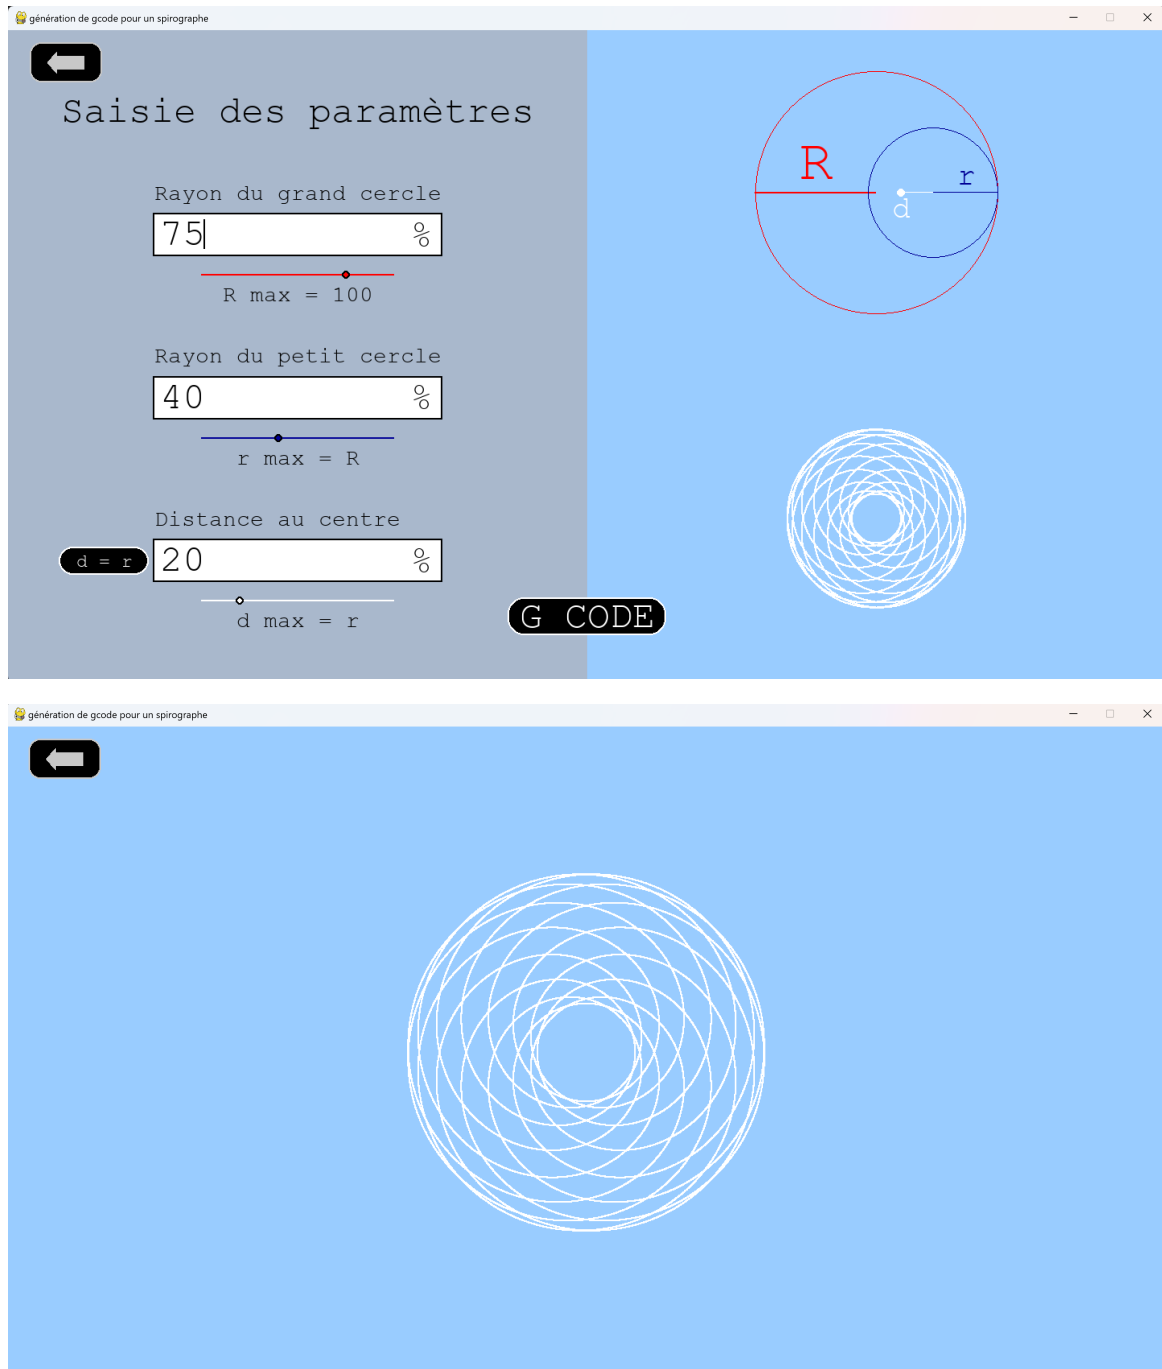 génération de gcode pour un spirographe
Saisie des paramètres
Rayon du grand cercle
75 %
R max = 100
Rayon du petit cercle
40 %
r max = R
Distance au centre
d = r
20 %
d max = r
G CODE
R
r
d
génération de gcode pour un spirographe